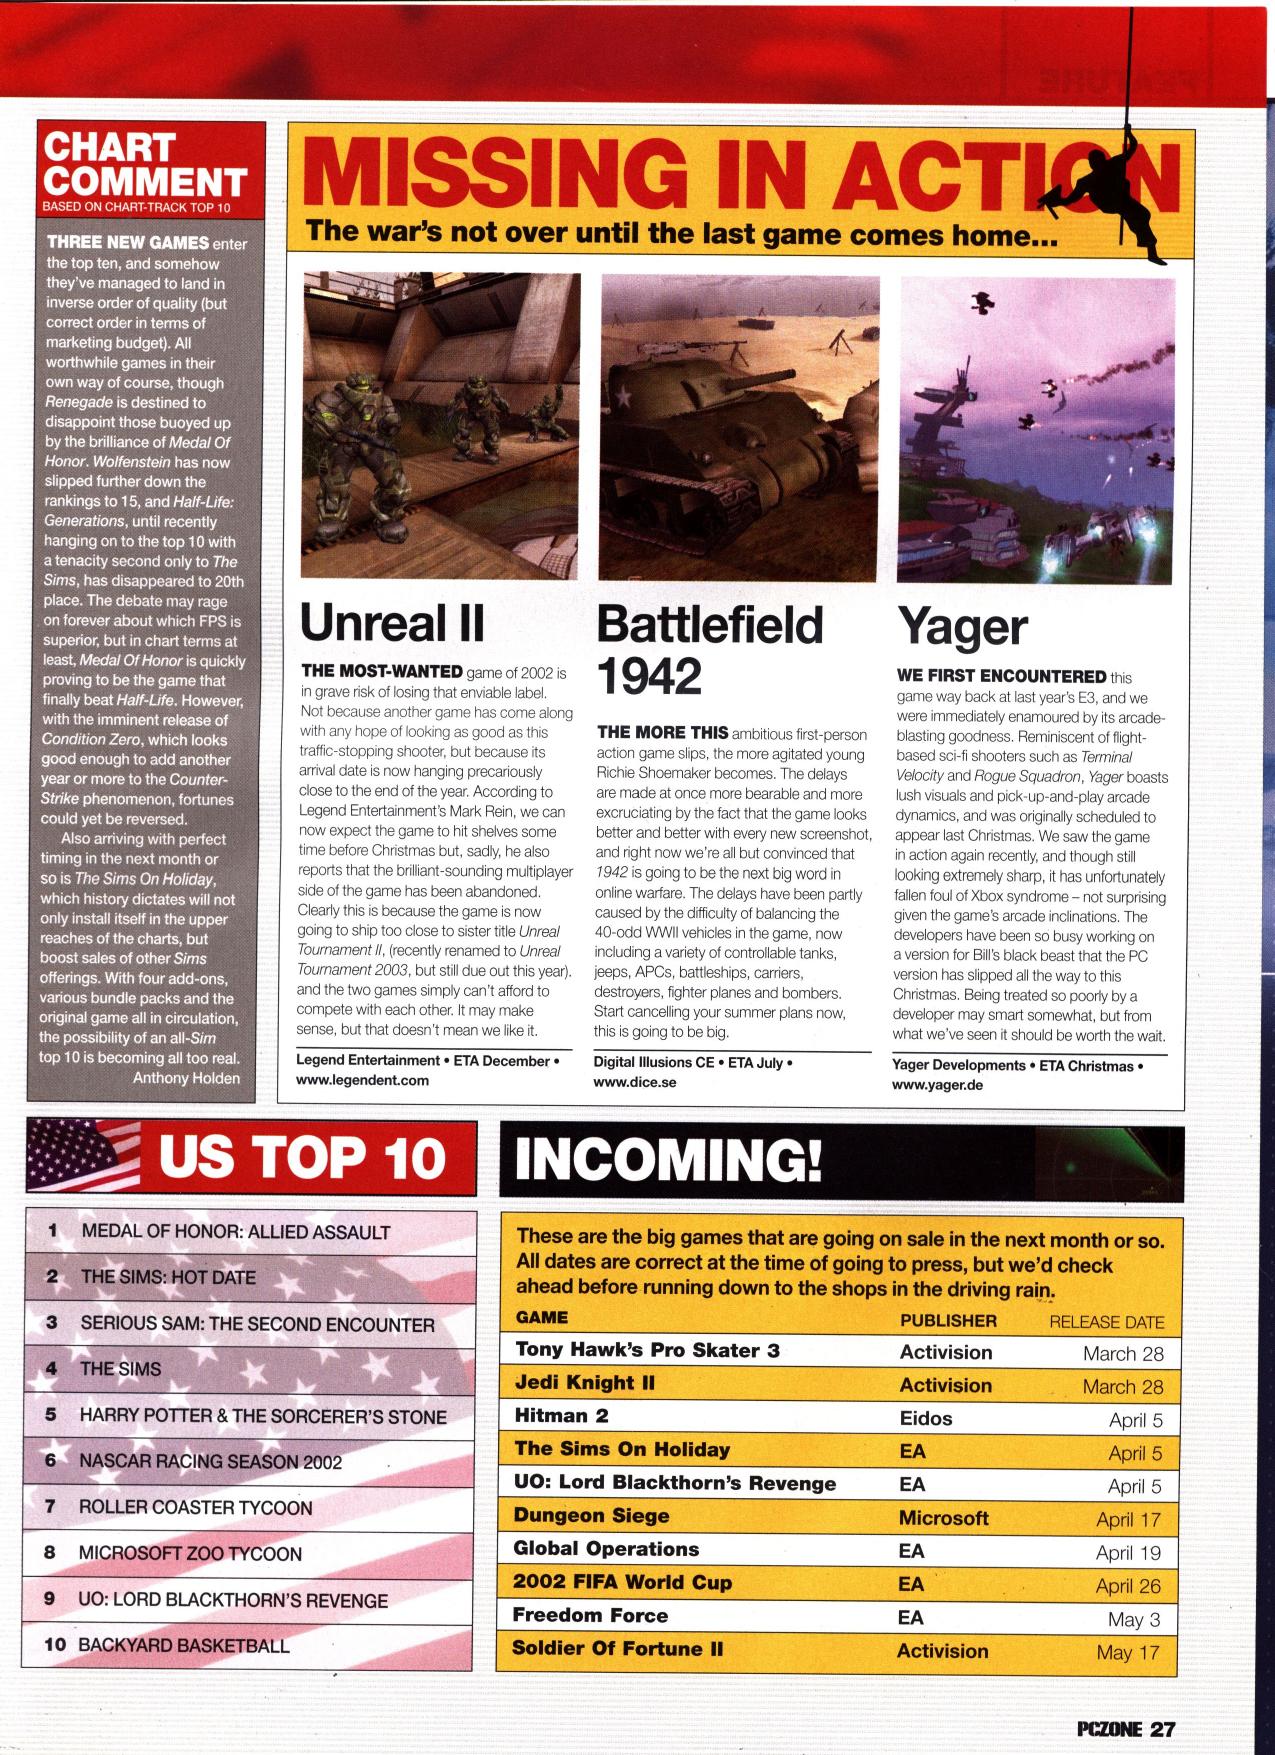 CHART
COMMENT
BASED ON CHART-TRACK TOP 10
THREE NEW GAMES enter
the top ten, and somehow
they've managed to land in
inverse order of quality (but
correct order in terms of
marketing budget). All
worthwhile games in their
own way of course, though
Renegade is destined to
disappoint those buoyed up
by the brilliance of Medal Of
Honor. Wolfenstein has now
slipped further down the
rankings to 15, and Half-Life:
Generations, until recently
hanging on to the top 10 with
a tenacity second only to The
Sims, has disappeared to 20th
place. The debate may rage
on forever about which FPS is
superior, but in chart terms at
least, Medal Of Honor is quickly
proving to be the game that
finally beat Half-Life. However,
with the imminent release of
Condition Zero, which looks
good enough to add another
year or more to the Counter-
Strike phenomenon, fortunes
could yet be reversed.
Also arriving with perfect
timing in the next month or
so is The Sims On Holiday,
which history dictates will not
only install itself in the upper
reaches of the charts, but
boost sales of other Sims
offerings. With four add-ons,
various bundle packs and the
original game all in circulation,
the possibility of an all-Sim
top 10 is becoming all too real.
Anthony Holden
MISSING IN ACTION
The war's not over until the last game comes home...
Unreal II
THE MOST-WANTED game of 2002 is
in grave risk of losing that enviable label.
Not because another game has come along
with any hope of looking as good as this
traffic-stopping shooter, but because its
arrival date is now hanging precariously
close to the end of the year. According to
Legend Entertainment's Mark Rein, we can
now expect the game to hit shelves some
time before Christmas but, sadly, he also
reports that the brilliant-sounding multiplayer
side of the game has been abandoned.
Clearly this is because the game is now
going to ship too close to sister title Unreal
Tournament II, (recently renamed to Unreal
Tournament 2003, but still due out this year).
and the two games simply can't afford to
compete with each other. It may make
sense, but that doesn't mean we like it.
Legend Entertainment • ETA December •
www.legendent.com
Battlefield
1942
THE MORE THIS ambitious first-person
action game slips, the more agitated young
Richie Shoemaker becomes. The delays
are made at once more bearable and more
excruciating by the fact that the game looks
better and better with every new screenshot,
and right now we're all but convinced that
1942 is going to be the next big word in
online warfare. The delays have been partly
caused by the difficulty of balancing the
40-odd WWII vehicles in the game, now
including a variety of controllable tanks,
jeeps, APCs, battleships, carriers,
destroyers, fighter planes and bombers.
Start cancelling your summer plans now,
this is going to be big.
Digital Illusions CE • ETA July •
www.dice.se
Yager
WE FIRST ENCOUNTERED this
game way back at last year's E3, and we
were immediately enamoured by its arcade-
blasting goodness. Reminiscent of flight-
based sci-fi shooters such as Terminal
Velocity and Rogue Squadron, Yager boasts
lush visuals and pick-up-and-play arcade
dynamics, and was originally scheduled to
appear last Christmas. We saw the game
in action again recently, and though still
looking extremely sharp, it has unfortunately
fallen foul of Xbox syndrome – not surprising
given the game's arcade inclinations. The
developers have been so busy working on
a version for Bill's black beast that the PC
version has slipped all the way to this
Christmas. Being treated so poorly by a
developer may smart somewhat, but from
what we've seen it should be worth the wait.
Yager Developments • ETA Christmas •
www.yager.de
US TOP 10
1 MEDAL OF HONOR: ALLIED ASSAULT
2 THE SIMS: HOT DATE
3 SERIOUS SAM: THE SECOND ENCOUNTER
4 THE SIMS
5 HARRY POTTER & THE SORCERER'S STONE
6 NASCAR RACING SEASON 2002
7 ROLLER COASTER TYCOON
8 MICROSOFT ZOO TYCOON
9 UO: LORD BLACKTHORN'S REVENGE
10 BACKYARD BASKETBALL
INCOMING!
These are the big games that are going on sale in the next month or so.
All dates are correct at the time of going to press, but we'd check
ahead before running down to the shops in the driving rain.
GAME PUBLISHER RELEASE DATE
Tony Hawk's Pro Skater 3 Activision March 28
Jedi Knight II Activision March 28
Hitman 2 Eidos April 5
The Sims On Holiday EA April 5
UO: Lord Blackthorn's Revenge EA April 5
Dungeon Siege Microsoft April 17
Global Operations EA April 19
2002 FIFA World Cup EA April 26
Freedom Force EA May 3
Soldier Of Fortune II Activision May 17
PCZONE 27